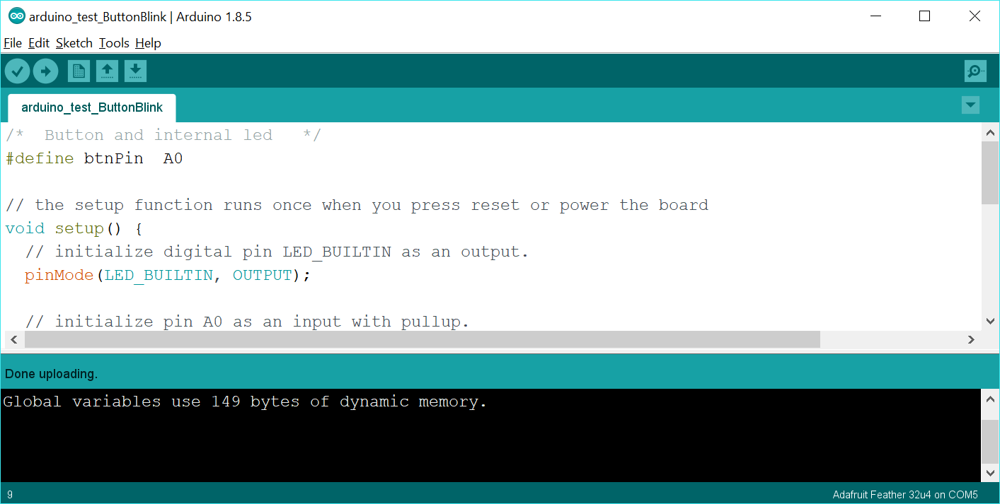 arduino_test_ButtonBlink | Arduino 1.8.5
File Edit Sketch Tools Help
arduino_test_ButtonBlink
/*  Button and internal led   */
#define btnPin  A0
// the setup function runs once when you press reset or power the board
void setup() {
  // initialize digital pin LED_BUILTIN as an output.
  pinMode(LED_BUILTIN, OUTPUT);
  // initialize pin A0 as an input with pullup.
Done uploading.
Global variables use 149 bytes of dynamic memory.
9
Adafruit Feather 32u4 on COM5